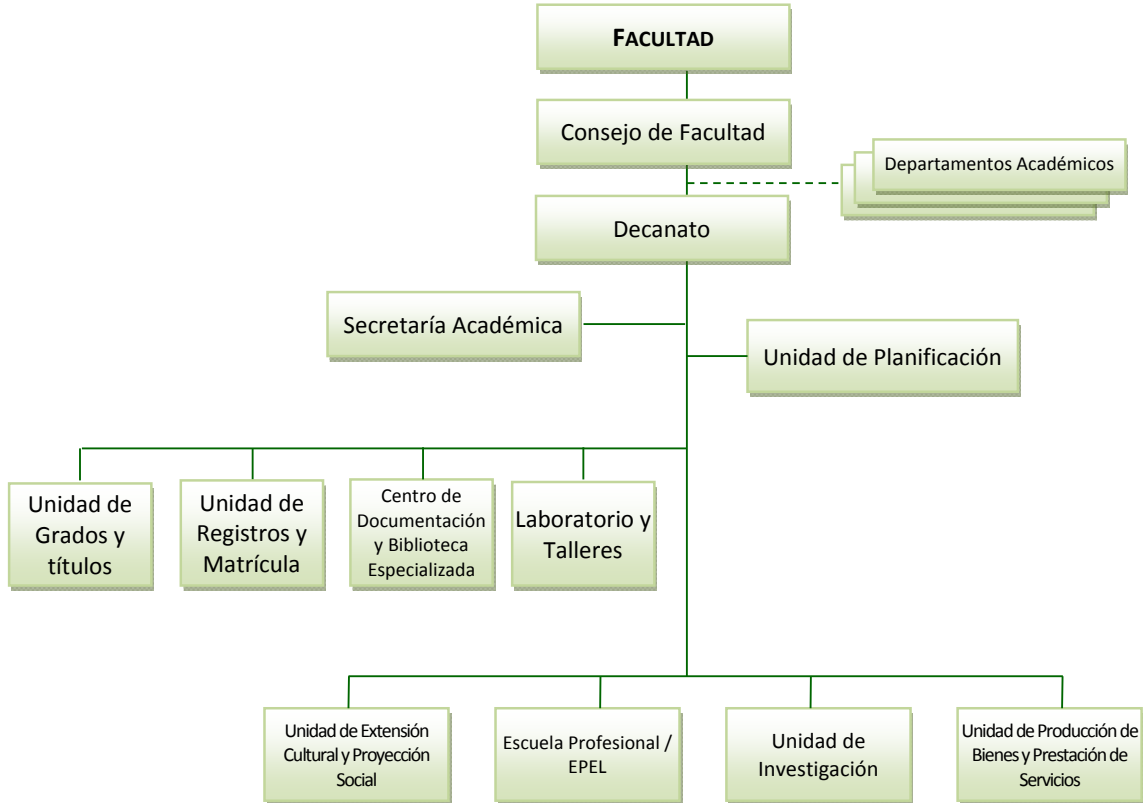 FACULTAD
Consejo de Facultad
Departamentos Académicos
Decanato
Secretaría Académica
Unidad de Planificación
Unidad de
Grados y
títulos
Unidad de
Registros y
Matrícula
Centro de
Documentación
y Biblioteca
Especializada
Laboratorio y
Talleres
Unidad de Extensión
Cultural y Proyección
Social
Escuela Profesional /
EPEL
Unidad de
Investigación
Unidad de Producción de
Bienes y Prestación de
Servicios